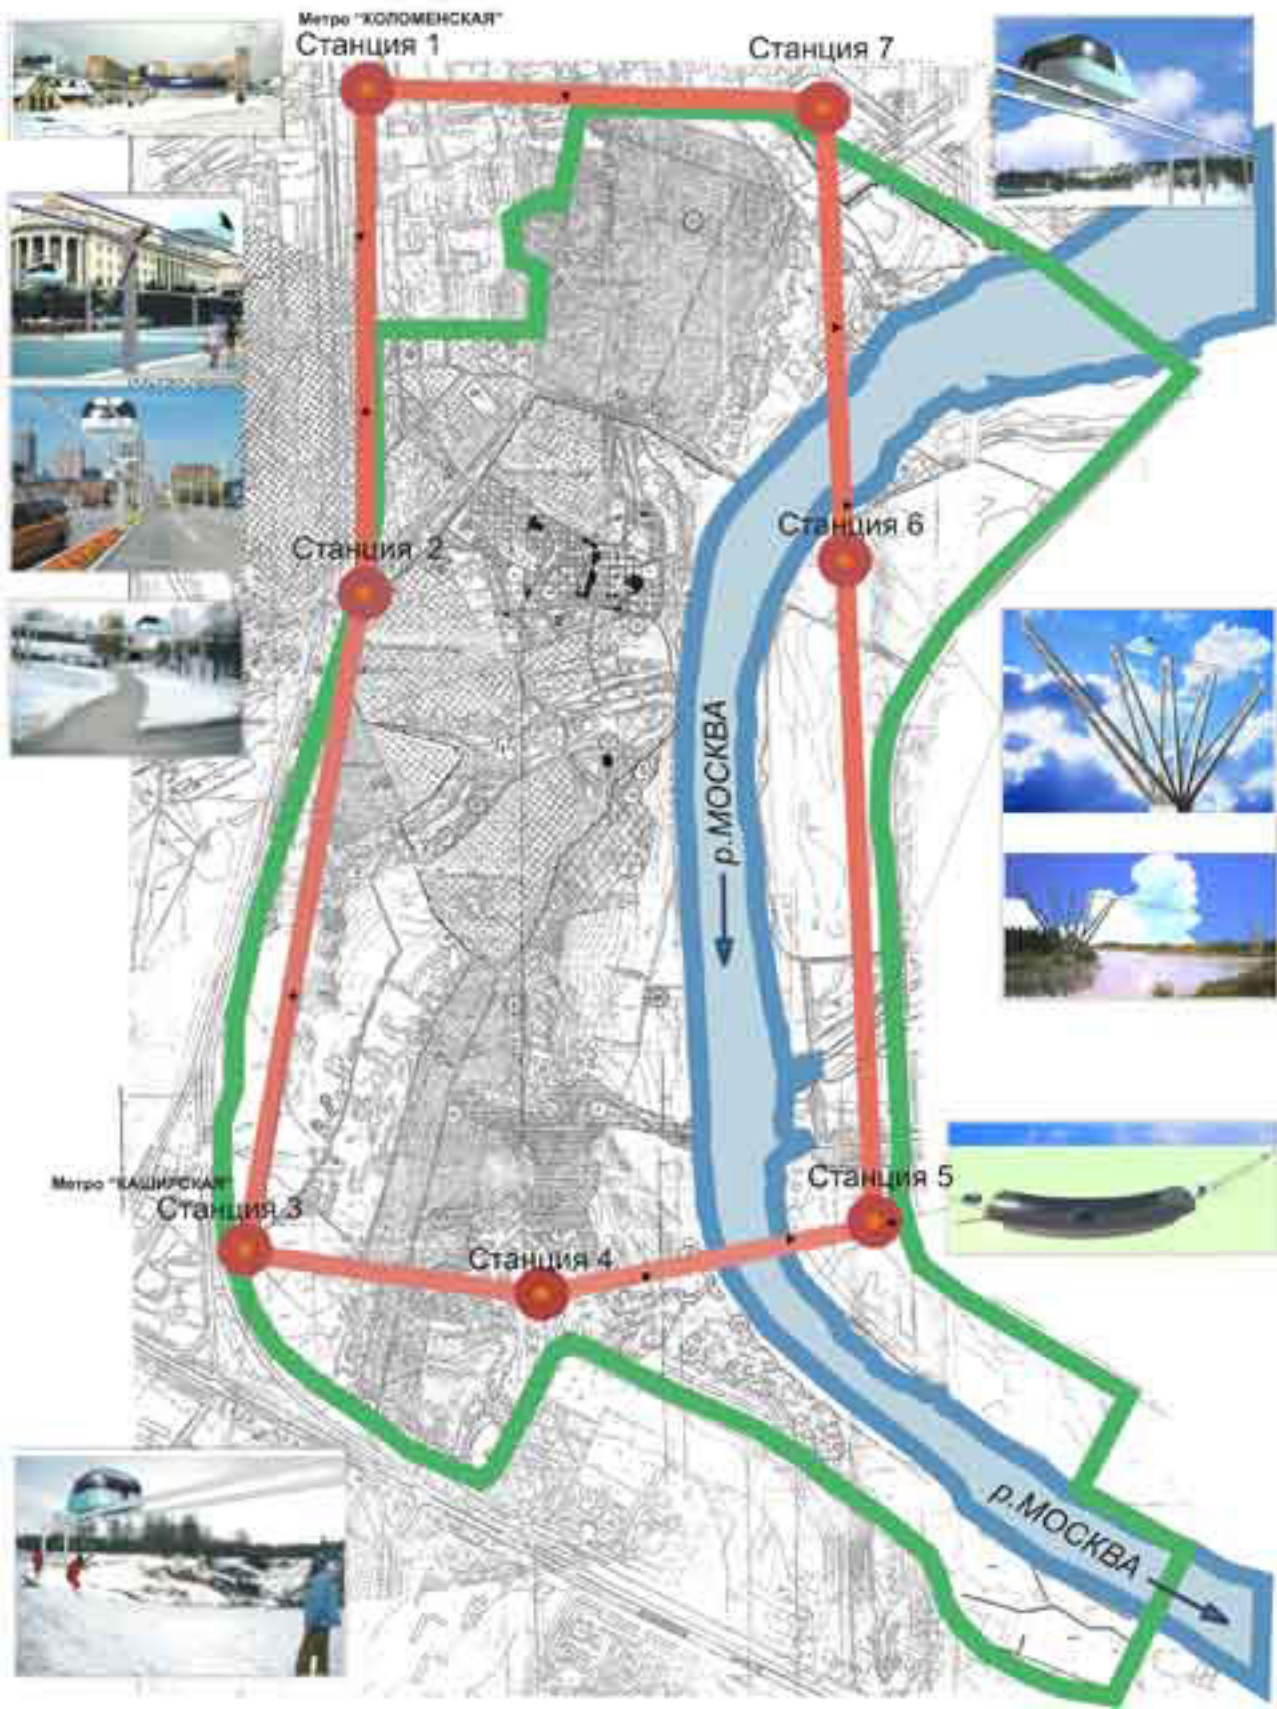 Метро "КОЛОМЕНСКАЯ"
Станция 1
Станция 7
Станция 2
Станция 6
р.МОСКВА
Метро "КАШИРСКАЯ"
Станция 3
Станция 5
Станция 4
р.МОСКВА